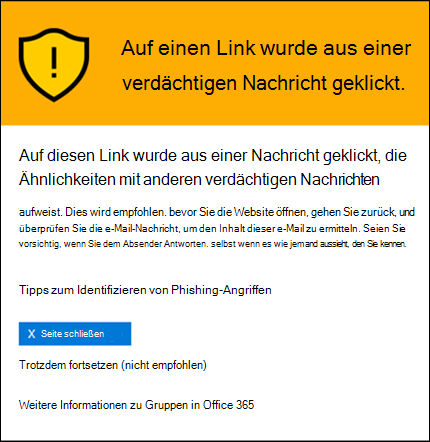 Auf einen Link wurde aus einer
verdächtigen Nachricht geklickt.
Auf diesen Link wurde aus einer Nachricht geklickt, die
Ähnlichkeiten mit anderen verdächtigen Nachrichten
aufweist. Dies wird empfohlen. bevor Sie die Website öffnen, gehen Sie zurück, und
überprüfen Sie die e-Mail-Nachricht, um den Inhalt dieser e-Mail zu ermitteln. Seien Sie
vorsichtig, wenn Sie dem Absender Antworten. selbst wenn es wie jemand aussieht, den Sie kennen.
Tipps zum Identifizieren von Phishing-Angriffen
X Seite schließen
Trotzdem fortsetzen (nicht empfohlen)
Weitere Informationen zu Gruppen in Office 365